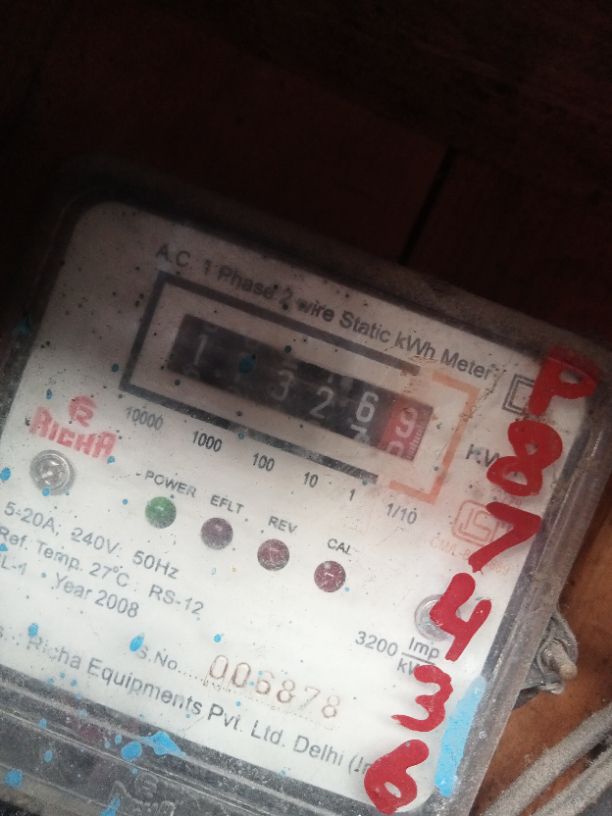 A.C. 1 Phase 2 wire Static kWh Meter
1 3 2 6 9
10000 1000 100 10 1 1/10
RICHA
POWER EFLT REV CAL
5-20A, 240V 50Hz
Ref. Temp. 27°C RS-12
Year 2008
3200 Imp
S.No. 006878
Richa Equipments Pvt. Ltd. Delhi
P
8
7
4
3
6